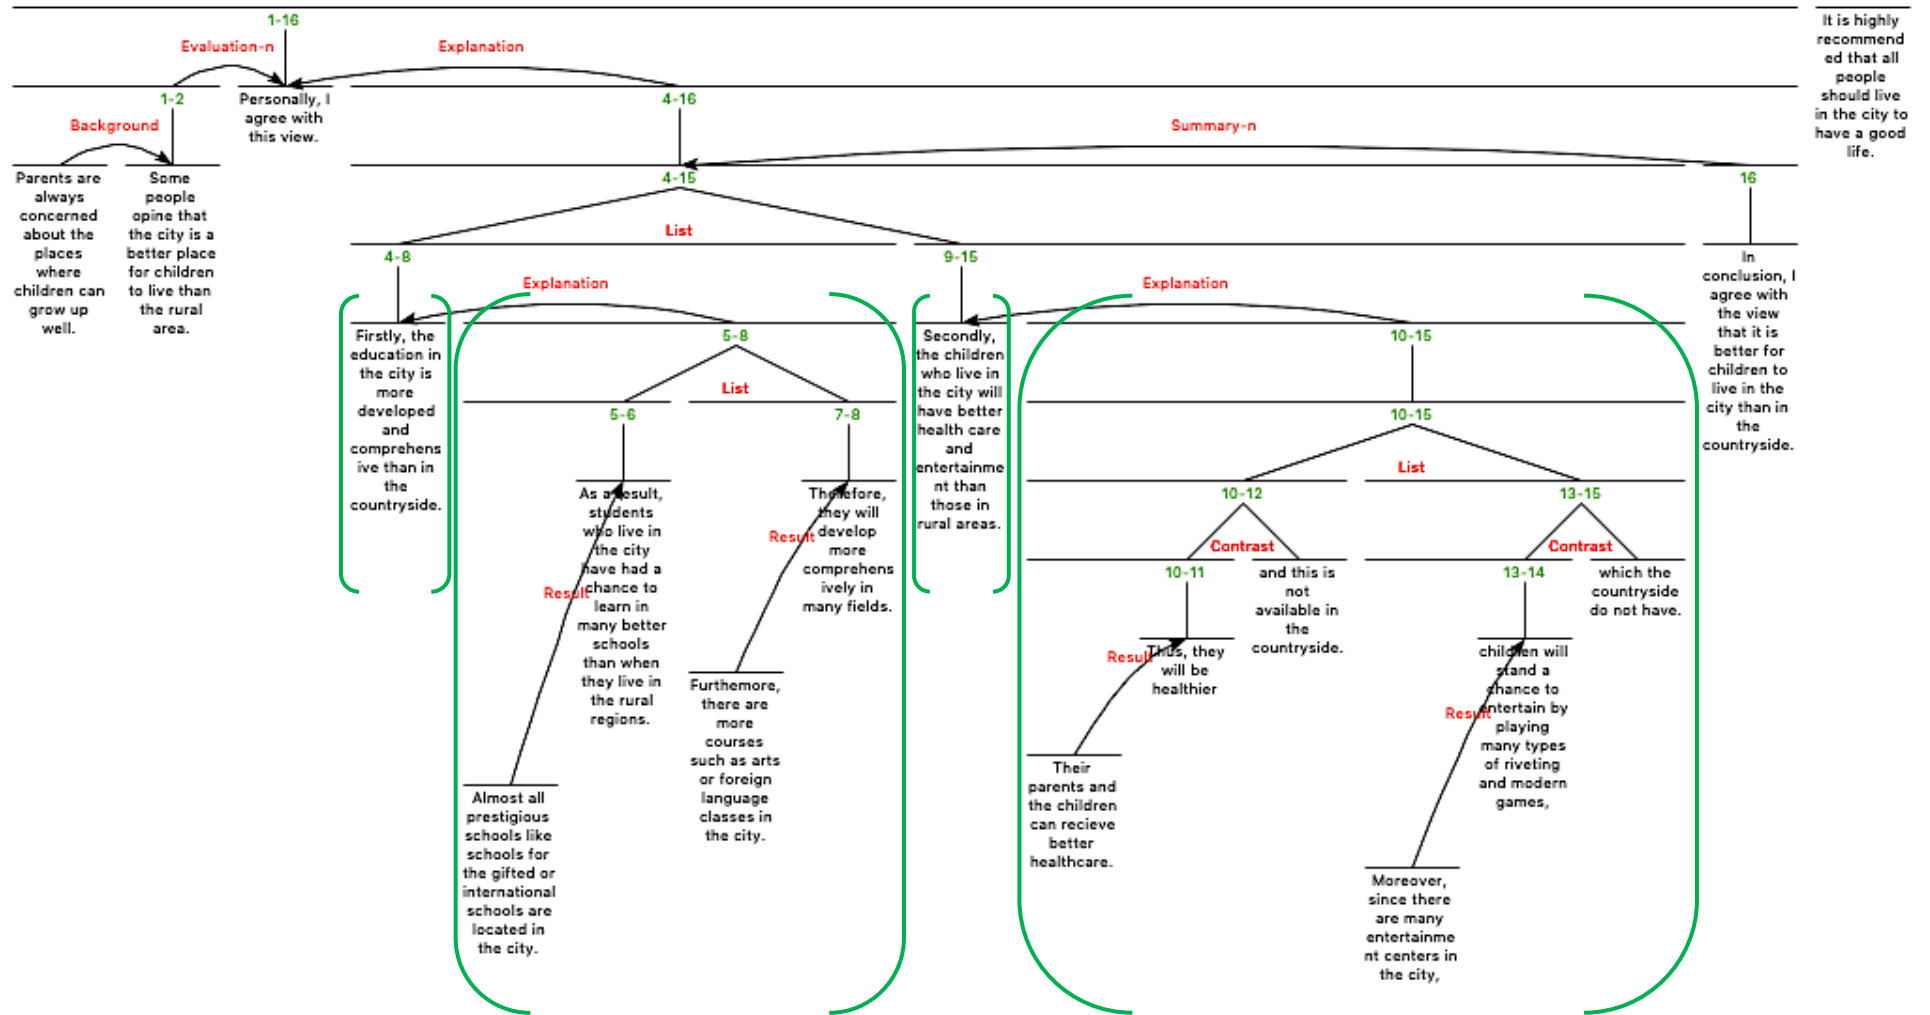 1-16
Evaluation-n
Explanation
1-2
Personally, I
agree with
this view.
4-16
Background
Summary-n
Parents are
always
concerned
about the
places
where
children can
grow up
well.
Some
people
opine that
the city is a
better place
for children
to live than
the rural
area.
4-15
List
16
4-8
9-15
In
conclusion, I
agree with
the view
that it is
better for
children to
live in the
city than in
the
countryside.
Explanation
Explanation
Firstly, the
education in
the city is
more
developed
and
comprehens
ive than in
the
countryside.
5-8
List
5-6
7-8
As a result,
students
who live in
the city
have had a
chance to
learn in
many better
schools
than when
they live in
the rural
regions.
Result
Almost all
prestigious
schools like
schools for
the gifted or
international
schools are
located in
the city.
Therefore,
they will
develop
more
comprehens
ively in
many fields.
Result
Furthemore,
there are
more
courses
such as arts
or foreign
language
classes in
the city.
Secondly,
the children
who live in
the city will
have better
health care
and
entertainme
nt than
those in
rural areas.
10-15
10-15
List
10-12
13-15
Contrast
Contrast
10-11
and this is
not
available in
the
countryside.
13-14
which the
countryside
do not have.
Result
Thus, they
will be
healthier
Their
parents and
the children
can recieve
better
healthcare.
children will
stand a
chance to
entertain by
playing
many types
of riveting
and modern
games,
Result
Moreover,
since there
are many
entertainme
nt centers in
the city,
It is highly
recommend
ed that all
people
should live
in the city to
have a good
life.